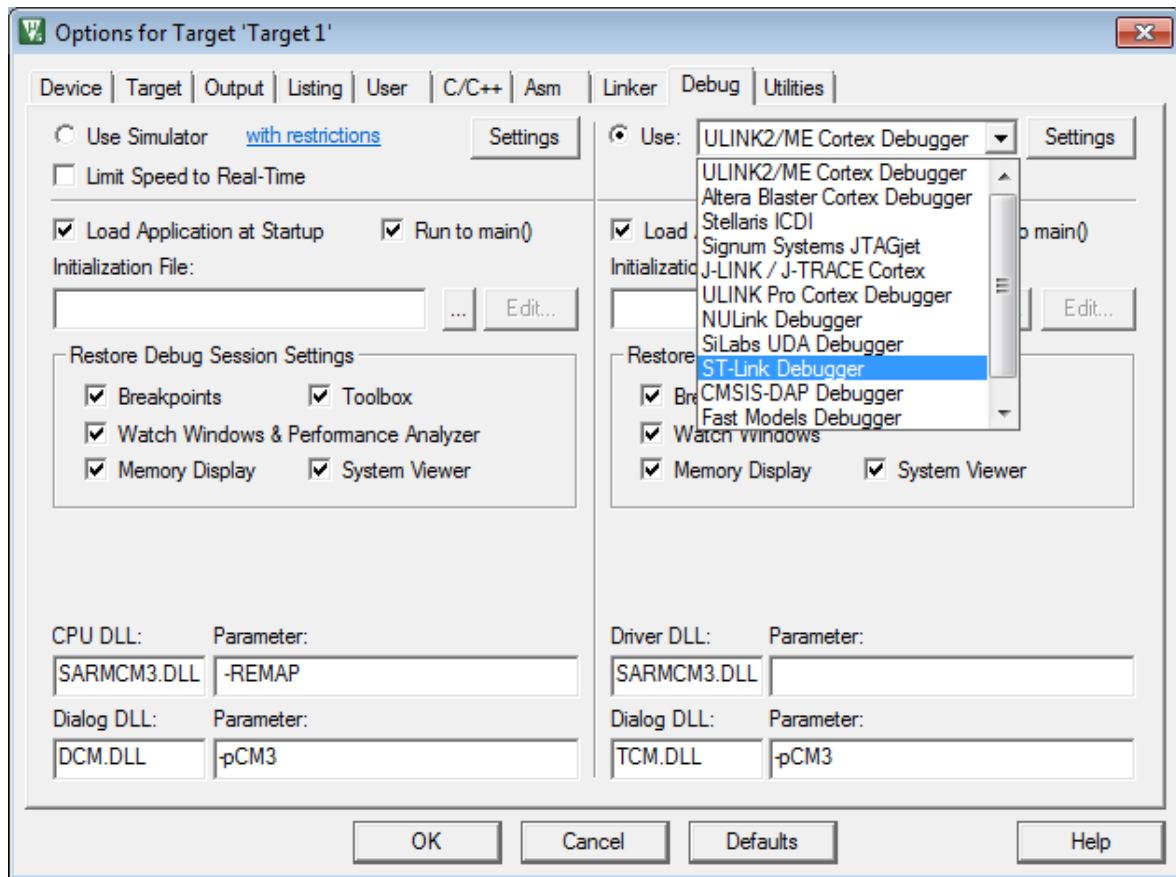 Options for Target 'Target 1'
Device Target Output Listing User C/C++ Asm Linker Debug Utilities
Use Simulator with restrictions Settings
Limit Speed to Real-Time
Load Application at Startup Run to main()
Initialization File:
... Edit...
Restore Debug Session Settings
Breakpoints Toolbox
Watch Windows & Performance Analyzer
Memory Display System Viewer
CPU DLL: Parameter:
SARMCM3.DLL -REMAP
Dialog DLL: Parameter:
DCM.DLL -pCM3
Use: ULINK2/ME Cortex Debugger Settings
ULINK2/ME Cortex Debugger
Altera Blaster Cortex Debugger
Stellaris ICDI
Signum Systems JTAGjet
J-LINK / J-TRACE Cortex
ULINK Pro Cortex Debugger
NULink Debugger
SiLabs UDA Debugger
ST-Link Debugger
CMSIS-DAP Debugger
Fast Models Debugger
Load main()
Edit...
Restore
Watch Windows
Memory Display System Viewer
Driver DLL: Parameter:
SARMCM3.DLL
Dialog DLL: Parameter:
TCM.DLL -pCM3
OK Cancel Defaults Help